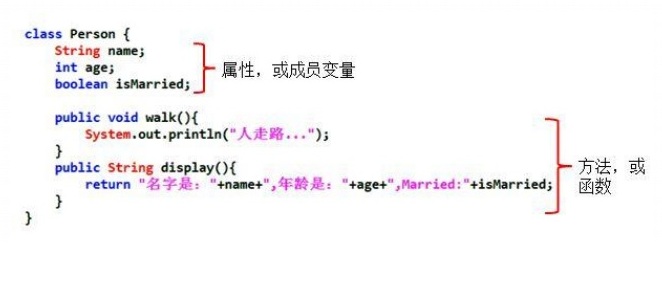 class Person {
String name;
int age;
boolean isMarried;
属性，或成员变量
public void walk(){
System.out.println("人走路...");
}
public String display(){
return "名字是："+name+",年龄是："+age+",Married:"+isMarried;
}
}
方法，或
函数